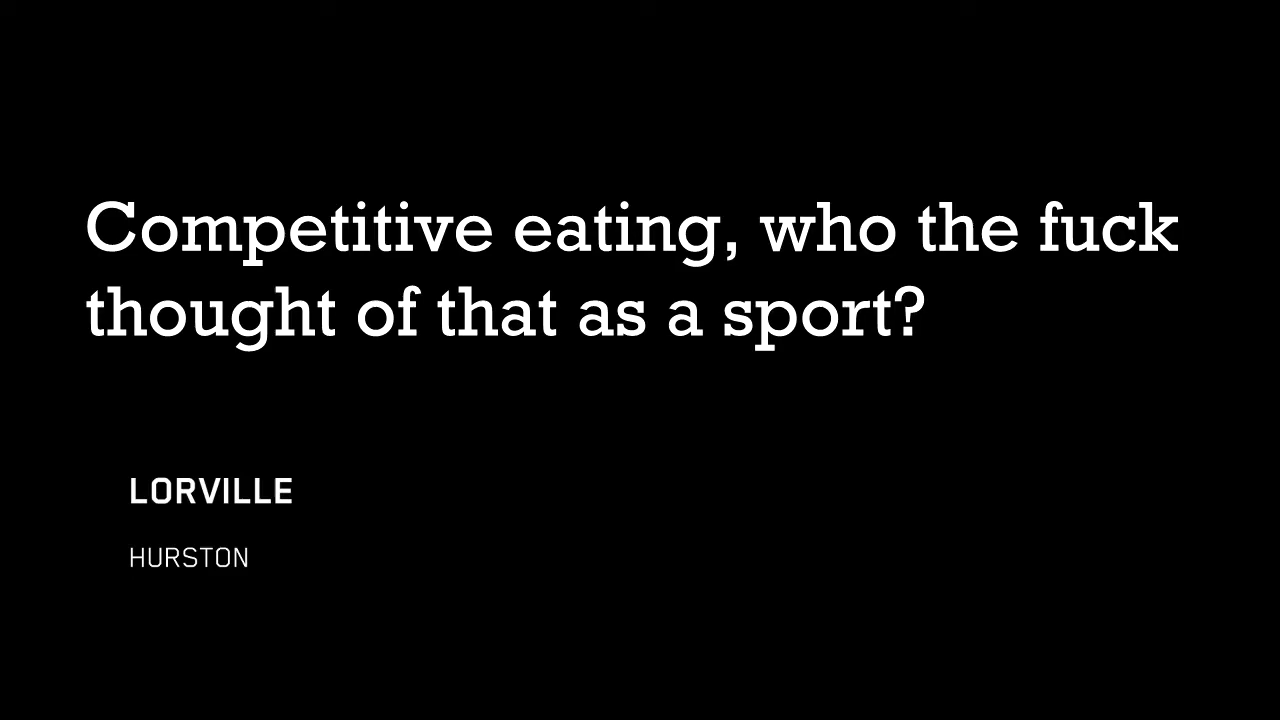 Competitive eating, who the fuck
thought of that as a sport?
LORVILLE
HURSTON